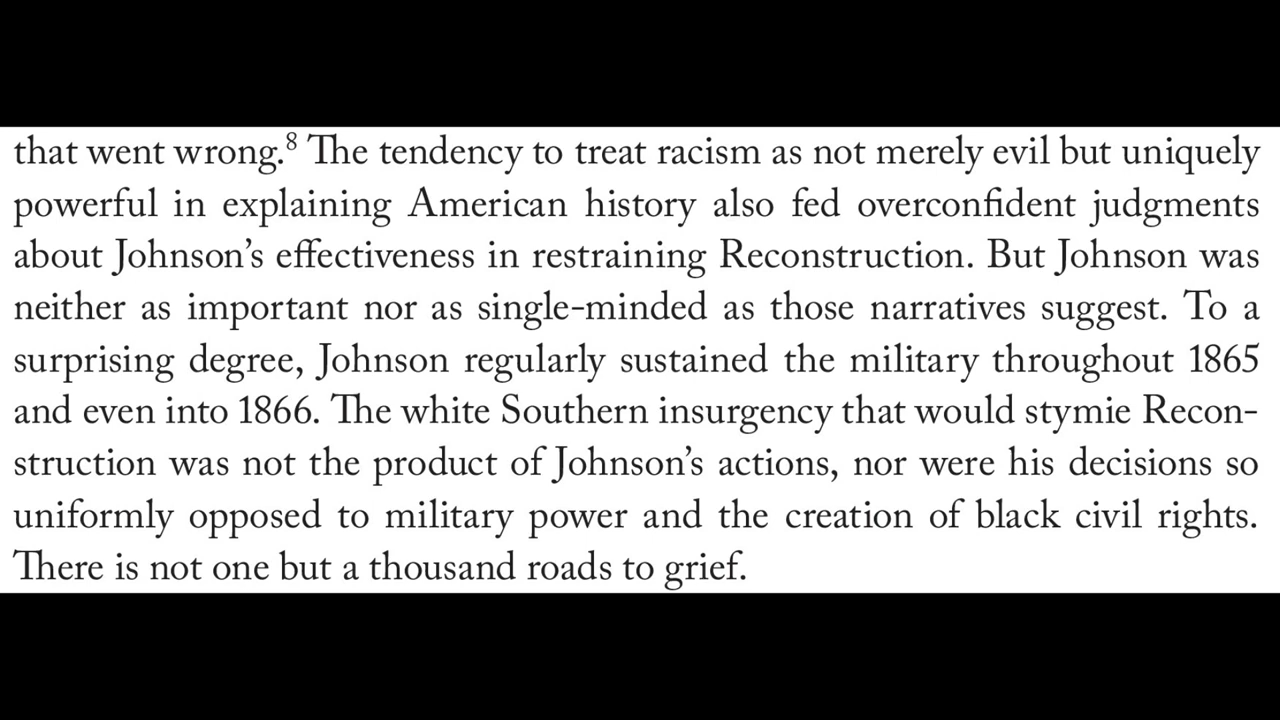 that went wrong.⁸ The tendency to treat racism as not merely evil but uniquely
powerful in explaining American history also fed overconfident judgments
about Johnson’s effectiveness in restraining Reconstruction. But Johnson was
neither as important nor as single-minded as those narratives suggest. To a
surprising degree, Johnson regularly sustained the military throughout 1865
and even into 1866. The white Southern insurgency that would stymie Recon-
struction was not the product of Johnson’s actions, nor were his decisions so
uniformly opposed to military power and the creation of black civil rights.
There is not one but a thousand roads to grief.